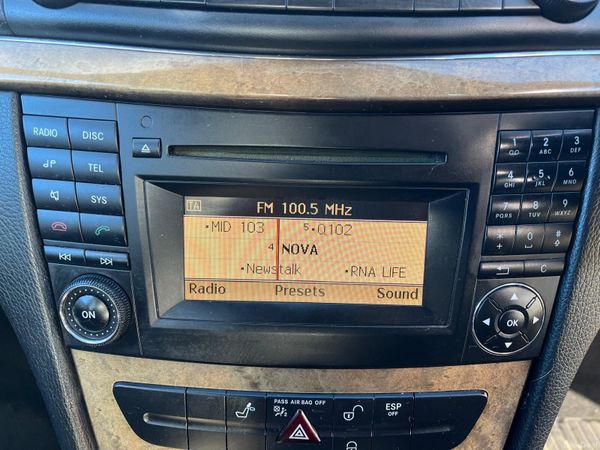 RADIO DISC
TEL
SYS
ON
TA FM 100.5 MHz
•MID 103 5•Q102
4 NOVA
•Newstalk •RNA LIFE
Radio Presets Sound
1 2 ABC 3 DEF
4 GHI 5 JKL 6 MNO
7 PQRS 8 TUV 9 WXYZ
* 0 #
C
OK
PASS AIR BAG OFF
ESP
OFF